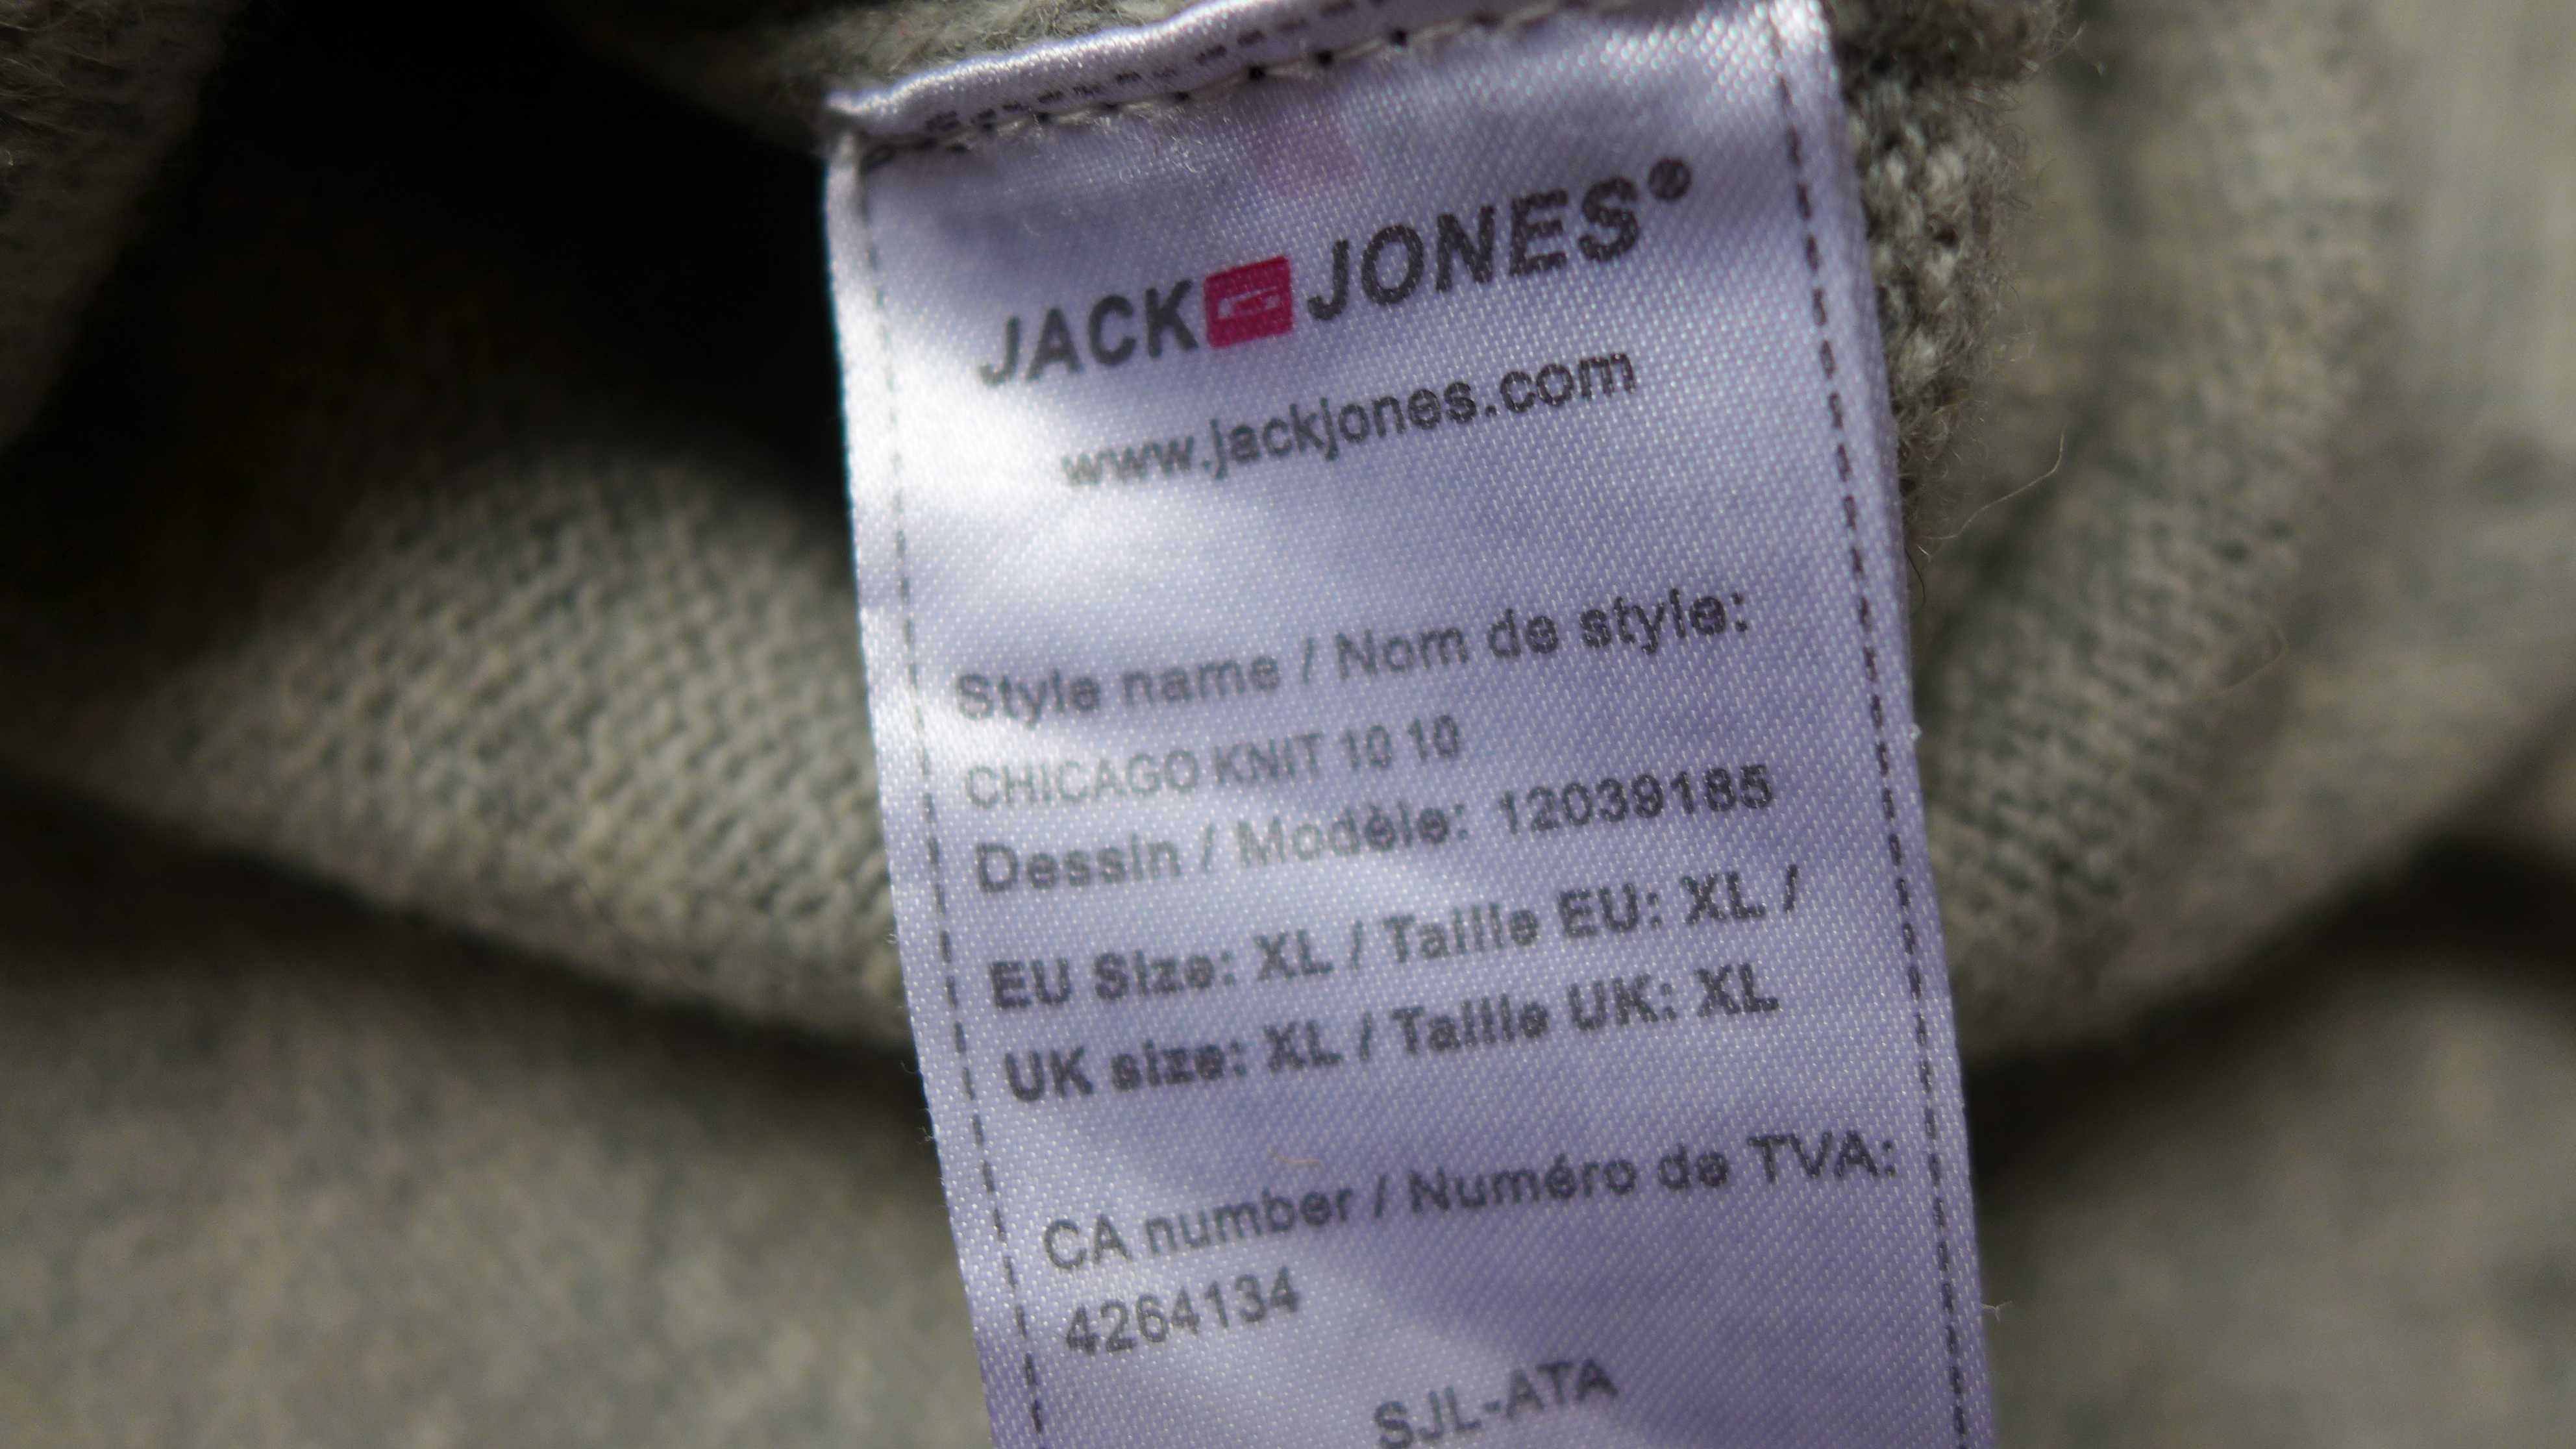 JACK JONES®
www.jackjones.com
Style name / Nom de style:
CHICAGO KNIT 10 10
Dessin / Modèle: 12039185
EU Size: XL / Taille EU: XL /
UK size: XL / Taille UK: XL
CA number / Numéro de TVA:
4264134
SJL-ATA